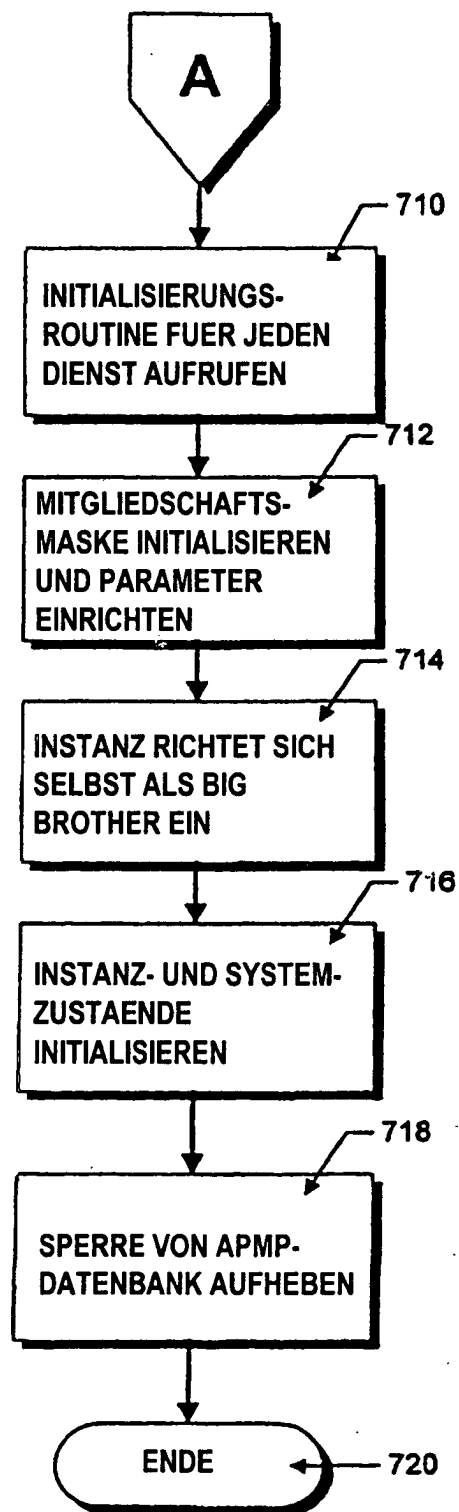 A
710
INITIALISIERUNGS-
ROUTINE FUER JEDEN
DIENST AUFRUFEN
712
MITGLIEDSCHAFTS-
MASKE INITIALISIEREN
UND PARAMETER
EINRICHTEN
714
INSTANZ RICHTET SICH
SELBST ALS BIG
BROTHER EIN
716
INSTANZ- UND SYSTEM-
ZUSTAENDE
INITIALISIEREN
718
SPERRE VON APMP-
DATENBANK AUFHEBEN
ENDE
720